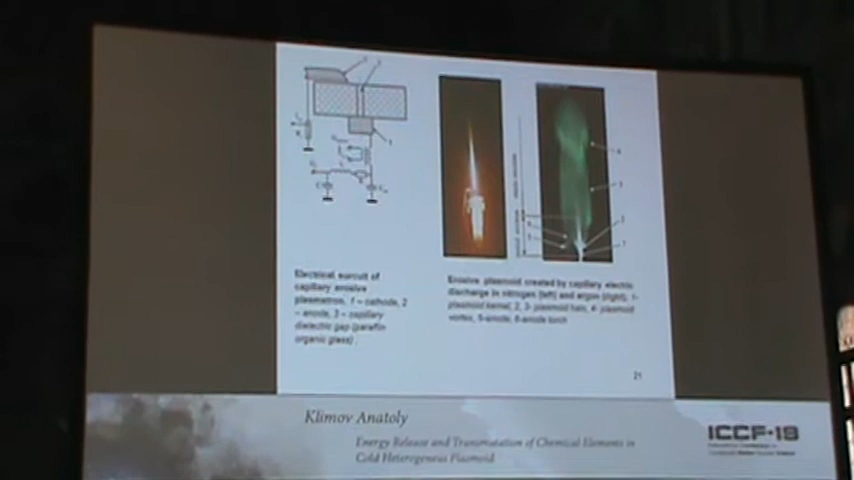 Electrical surcuit of
capillary erosive
plasmatron. 1 – cathode, 2
– anode, 3 – capillary
dielectric gap (paraffin
organic glass)
Erosive plasmoid created by capillary electric
discharge in nitrogen (left) and argon (right), 1-
plasmoid kernel, 2, 3- plasmoid halo, 4- plasmoid
vortex, 5-anode, 6-anode torch
21
Klimov Anatoly
Energy Release and Transmutation of Chemical Elements in
Cold Heterogeneous Plasmoid
ICCF-19